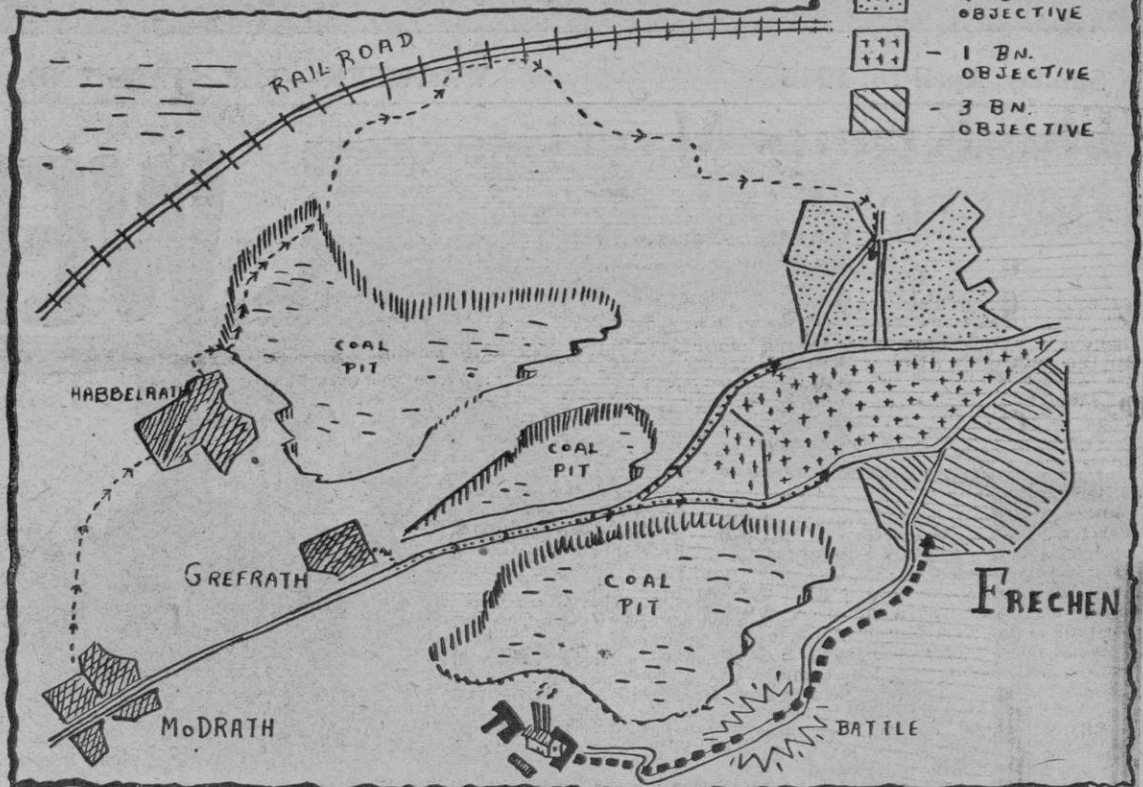 OBJECTIVE
- 1 BN.
OBJECTIVE
- 3 BN.
OBJECTIVE
RAIL ROAD
COAL
PIT
HABBELRATH
COAL
PIT
GREFRATH
COAL
PIT
FRECHEN
MODRATH
BATTLE